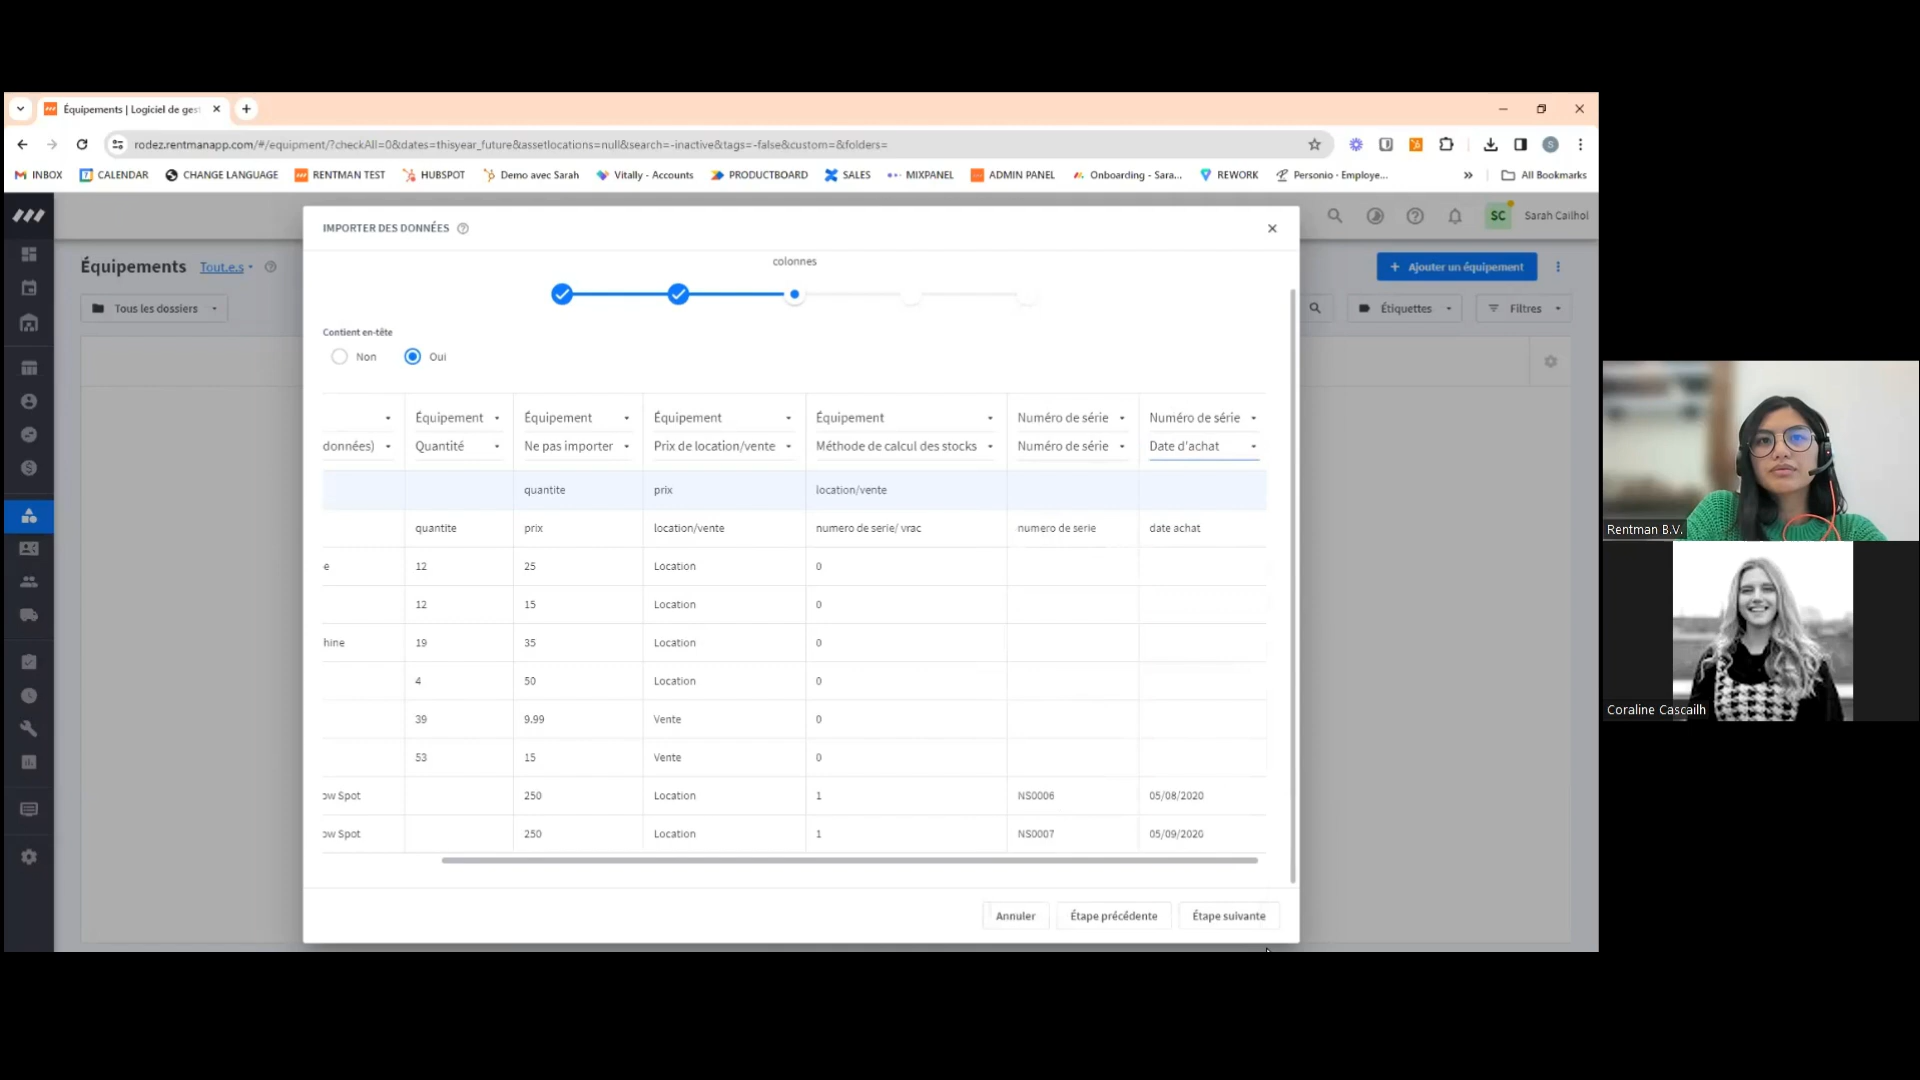 Équipements | Logiciel de ges
rodez.rentmanapp.com/#/equipment/?checkAll=0&dates=thisyear_future&assetlocations=null&search=-inactive&tags=-false&custom=&folders=
INBOX CALENDAR CHANGE LANGUAGE RENTMAN TEST HUBSPOT Demo avec Sarah Vitally - Accounts PRODUCTBOARD SALES MIXPANEL ADMIN PANEL Onboarding - Sara... REWORK Personio - Employe... » All Bookmarks
IMPORTER DES DONNÉES
SC Sarah Cailhol
colonnes
Équipements Tout.e.s
+ Ajouter un équipement
Tous les dossiers
Étiquettes Filtres
Contient en-tête
Non Oui
Équipement Équipement Équipement Équipement Numéro de série Numéro de série
données) Quantité Ne pas importer Prix de location/vente Méthode de calcul des stocks Numéro de série Date d'achat
quantite prix location/vente
quantite prix location/vente numero de serie/ vrac numero de serie date achat
e 12 25 Location 0
12 15 Location 0
hine 19 35 Location 0
4 50 Location 0
39 9.99 Vente 0
53 15 Vente 0
ow Spot 250 Location 1 NS0006 05/08/2020
ow Spot 250 Location 1 NS0007 05/09/2020
Annuler Étape précédente Étape suivante
Rentman B.V.
Coraline Cascailh